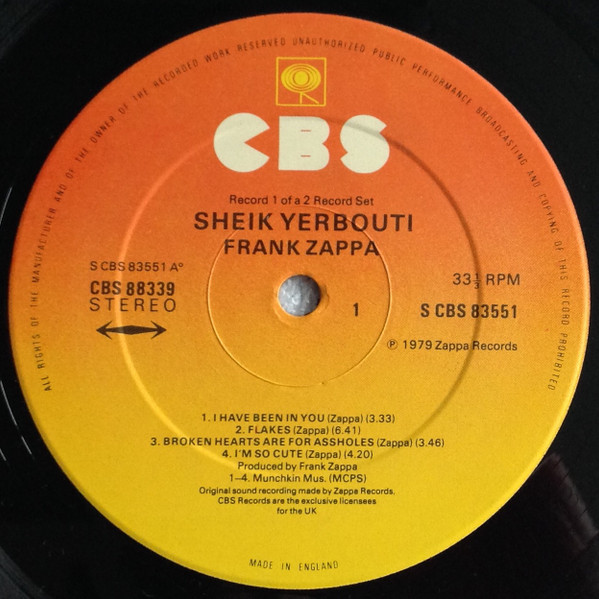 ALL RIGHTS OF THE MANUFACTURER AND OF THE OWNER OF THE RECORDED WORK RESERVED UNAUTHORIZED PUBLIC PERFORMANCE BROADCASTING AND COPYING OF THIS RECORD PROHIBITED
CBS
Record 1 of a 2 Record Set
SHEIK YERBOUTI
FRANK ZAPPA
S CBS 83551 A°
CBS 88339
STEREO
1
33⅓ RPM
S CBS 83551
℗ 1979 Zappa Records
1. I HAVE BEEN IN YOU (Zappa) (3.33)
2. FLAKES (Zappa) (6.41)
3. BROKEN HEARTS ARE FOR ASSHOLES (Zappa) (3.46)
4. I'M SO CUTE (Zappa) (4.20)
Produced by Frank Zappa
1–4. Munchkin Mus. (MCPS)
Original sound recording made by Zappa Records.
CBS Records are the exclusive licensees
for the UK
MADE IN ENGLAND